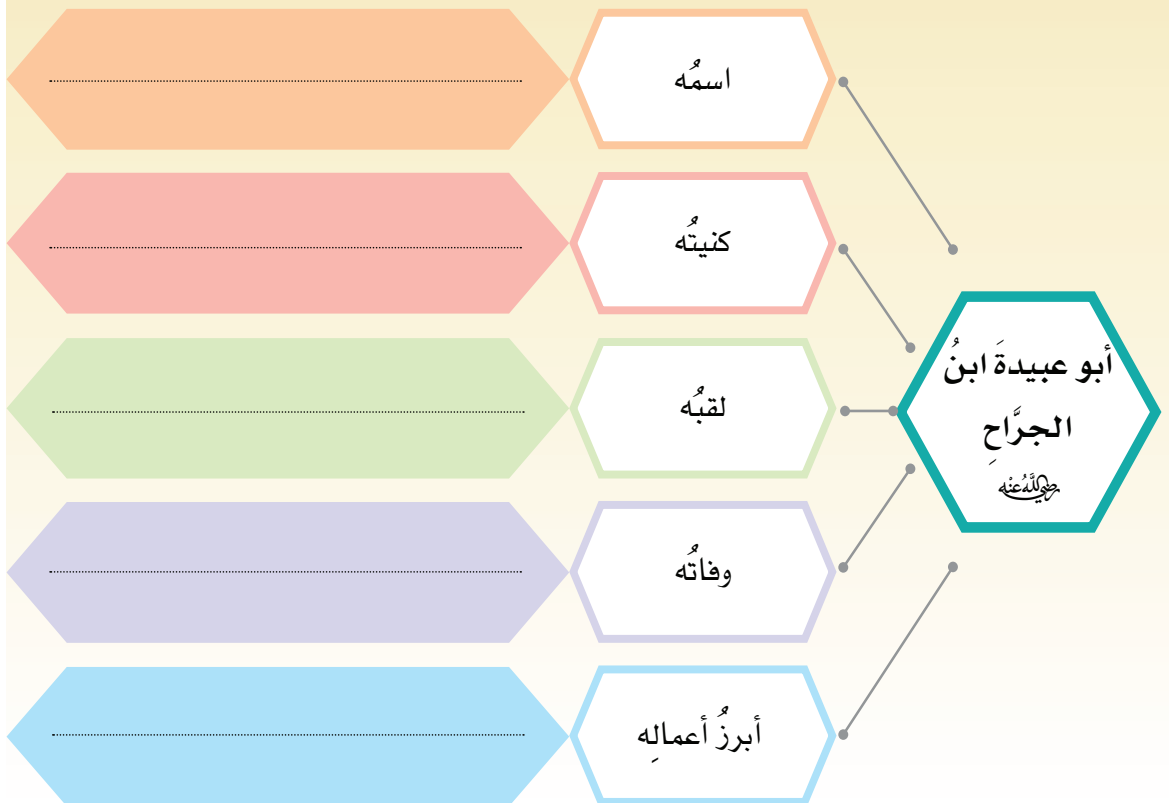 أبو عبيدةَ ابنُ
الجرَّاحِ
رضي الله عنه
اسمُه
كنيتُه
لقبُه
وفاتُه
أبرزُ أعمالِه